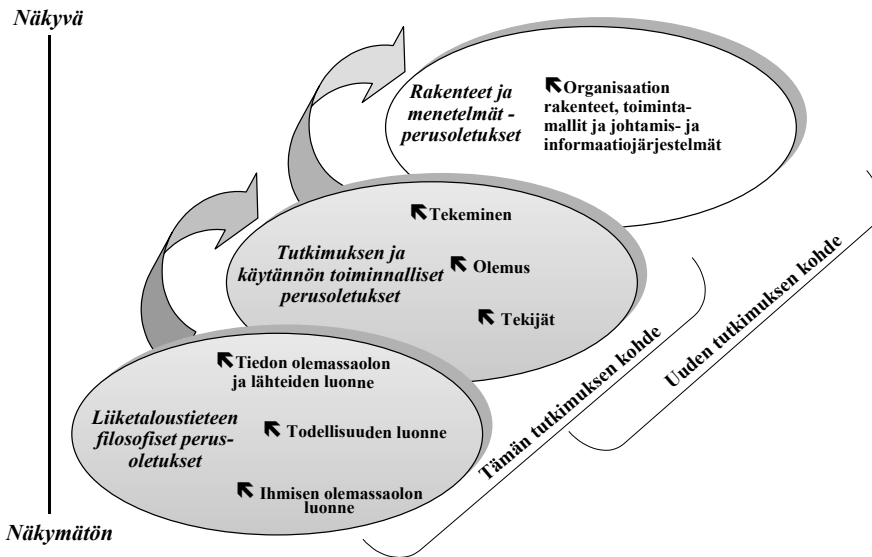 Näkyvä
Rakenteet ja
menetelmät -
perusoletukset
Organisaation
rakenteet, toiminta-
mallit ja johtamis- ja
informaatiojärjestelmät
Tutkimuksen ja
käytännön toiminnalliset
perusoletukset
Tekeminen
Olemus
Tekijät
Liiketaloustieteen
filosofiset perus-
oletukset
Tiedon olemassaolon
ja lähteiden luonne
Todellisuuden luonne
Ihmisen olemassaolon
luonne
Tämän tutkimuksen kohde
Uuden tutkimuksen kohde
Näkymätön